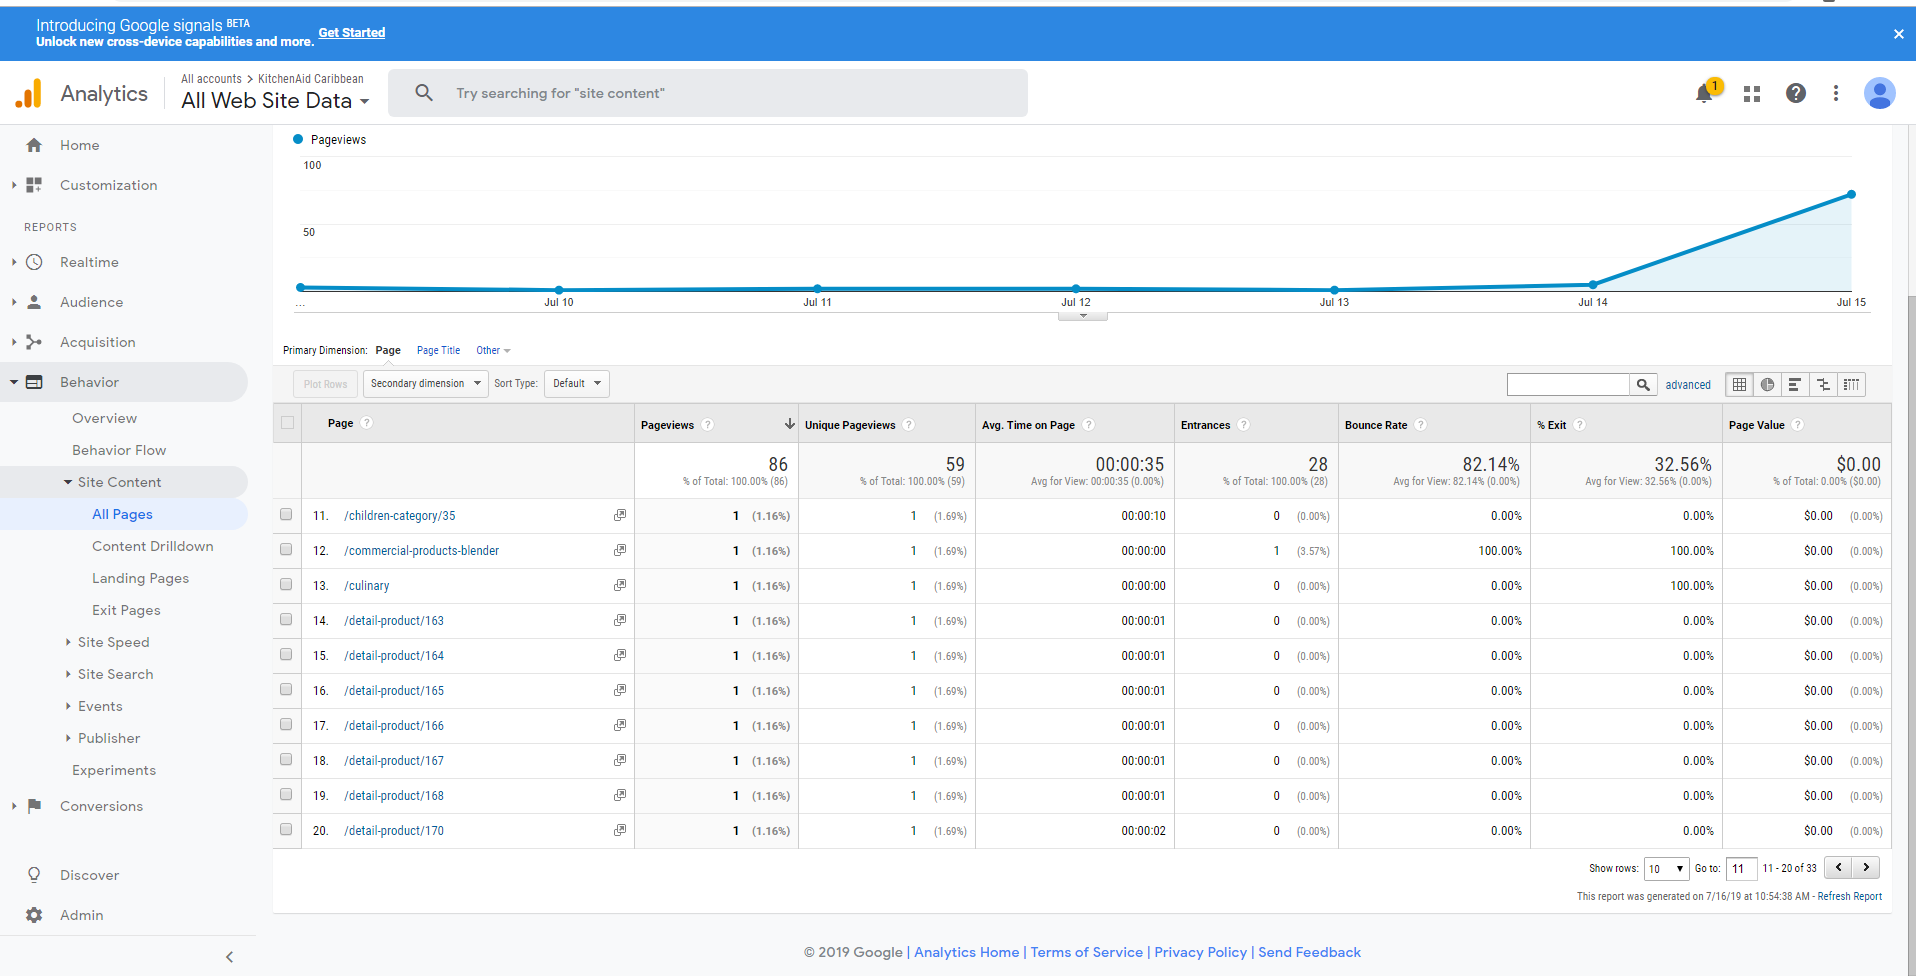 Introducing Google signals BETA
Unlock new cross-device capabilities and more. Get Started
Analytics
All accounts > KitchenAid Caribbean
All Web Site Data
Try searching for "site content"
1
Home
Customization
REPORTS
Realtime
Audience
Acquisition
Behavior
Overview
Behavior Flow
Site Content
All Pages
Content Drilldown
Landing Pages
Exit Pages
Site Speed
Site Search
Events
Publisher
Experiments
Conversions
Discover
Admin
Pageviews
100
50
... Jul 10 Jul 11 Jul 12 Jul 13 Jul 14 Jul 15
Primary Dimension: Page Page Title Other
Plot Rows Secondary dimension Sort Type: Default advanced
Page ? Pageviews ? Unique Pageviews ? Avg. Time on Page ? Entrances ? Bounce Rate ? % Exit ? Page Value ?
86 59 00:00:35 28 82.14% 32.56% $0.00
% of Total: 100.00% (86) % of Total: 100.00% (59) Avg for View: 00:00:35 (0.00%) % of Total: 100.00% (28) Avg for View: 82.14% (0.00%) Avg for View: 32.56% (0.00%) % of Total: 0.00% ($0.00)
11. /children-category/35 1 (1.16%) 1 (1.69%) 00:00:10 0 (0.00%) 0.00% 0.00% $0.00 (0.00%)
12. /commercial-products-blender 1 (1.16%) 1 (1.69%) 00:00:00 1 (3.57%) 100.00% 100.00% $0.00 (0.00%)
13. /culinary 1 (1.16%) 1 (1.69%) 00:00:00 0 (0.00%) 0.00% 100.00% $0.00 (0.00%)
14. /detail-product/163 1 (1.16%) 1 (1.69%) 00:00:01 0 (0.00%) 0.00% 0.00% $0.00 (0.00%)
15. /detail-product/164 1 (1.16%) 1 (1.69%) 00:00:01 0 (0.00%) 0.00% 0.00% $0.00 (0.00%)
16. /detail-product/165 1 (1.16%) 1 (1.69%) 00:00:01 0 (0.00%) 0.00% 0.00% $0.00 (0.00%)
17. /detail-product/166 1 (1.16%) 1 (1.69%) 00:00:01 0 (0.00%) 0.00% 0.00% $0.00 (0.00%)
18. /detail-product/167 1 (1.16%) 1 (1.69%) 00:00:01 0 (0.00%) 0.00% 0.00% $0.00 (0.00%)
19. /detail-product/168 1 (1.16%) 1 (1.69%) 00:00:01 0 (0.00%) 0.00% 0.00% $0.00 (0.00%)
20. /detail-product/170 1 (1.16%) 1 (1.69%) 00:00:02 0 (0.00%) 0.00% 0.00% $0.00 (0.00%)
Show rows: 10 Go to: 11 11 - 20 of 33
This report was generated on 7/16/19 at 10:54:38 AM - Refresh Report
© 2019 Google | Analytics Home | Terms of Service | Privacy Policy | Send Feedback